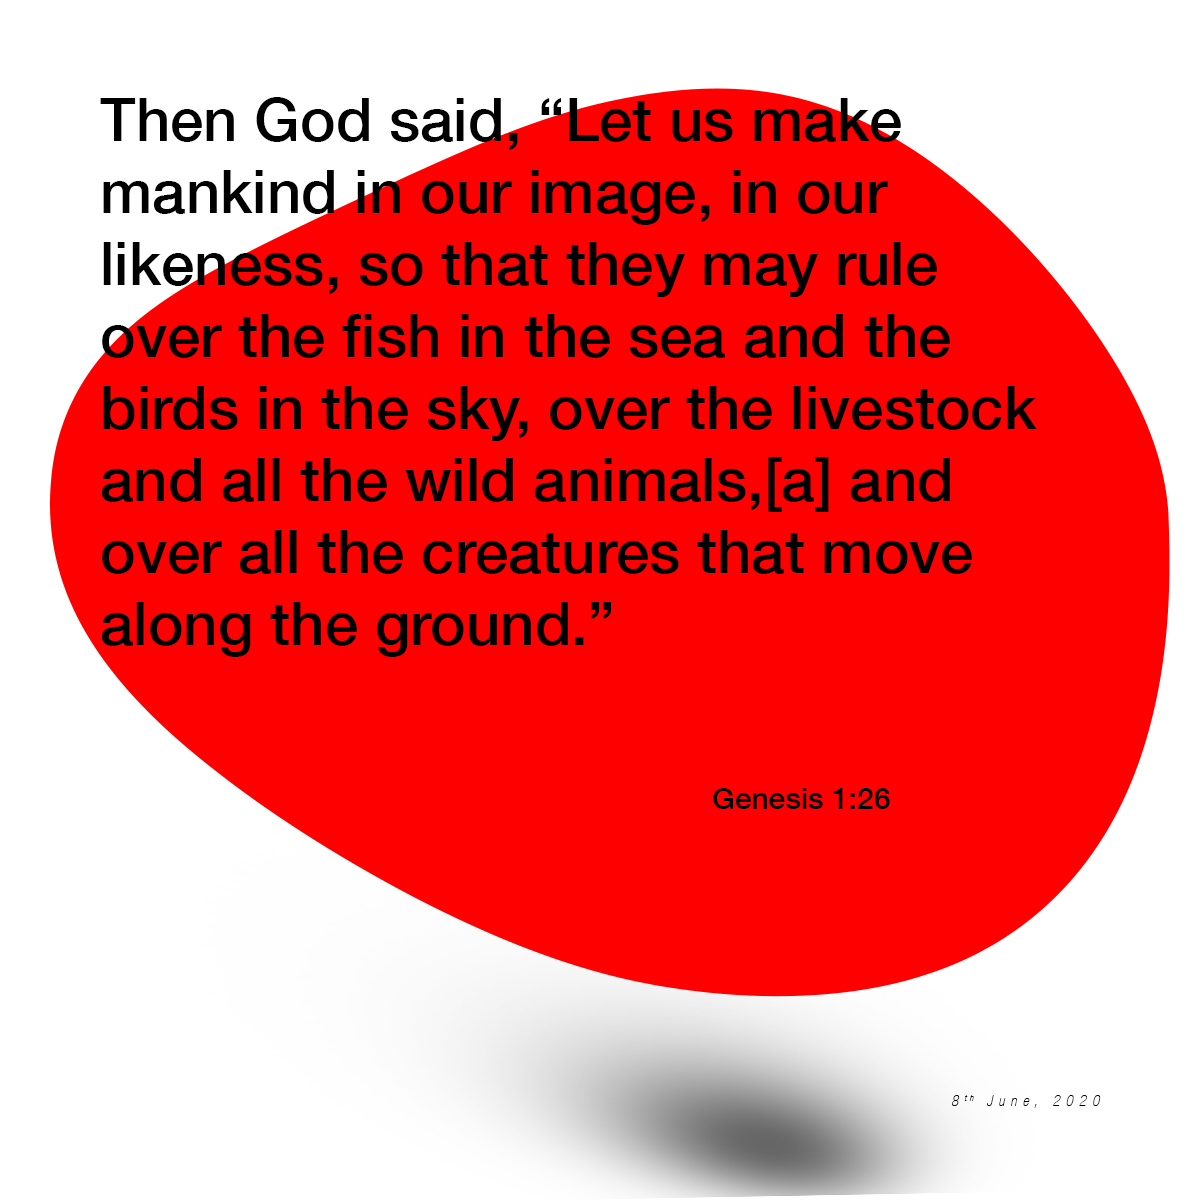 Then God said, “Let us make
mankind in our image, in our
likeness, so that they may rule
over the fish in the sea and the
birds in the sky, over the livestock
and all the wild animals,[a] and
over all the creatures that move
along the ground.”
Genesis 1:26
8th June, 2020